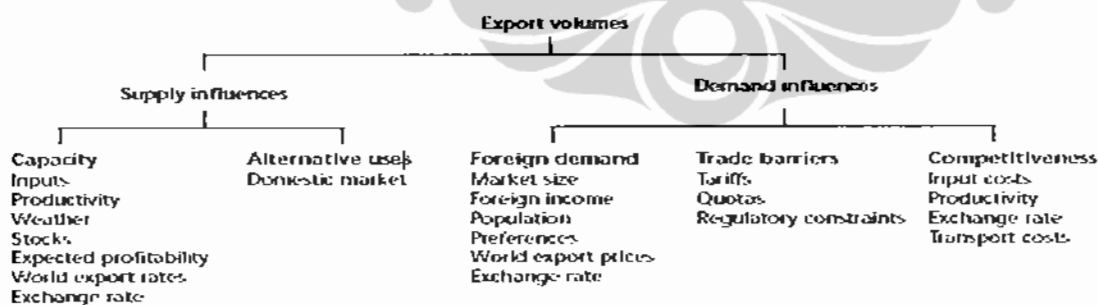 Export volumes
Supply influences
Demand influences
Capacity
Inputs
Productivity
Weather
Stocks
Expected profitability
World export rates
Exchange rate
Alternative uses
Domestic market
Foreign demand
Market size
Foreign income
Population
Preferences
World export prices
Exchange rate
Trade barriers
Tariffs
Quotas
Regulatory constraints
Competitiveness
Input costs
Productivity
Exchange rate
Transport costs